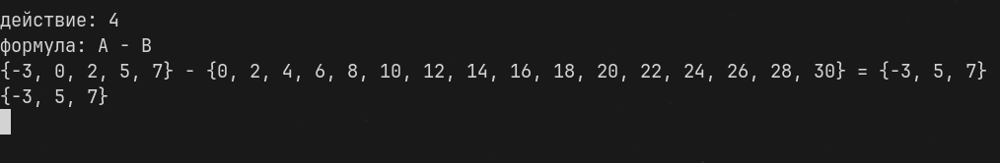 действие: 4
формула: A - B
{-3, 0, 2, 5, 7} - {0, 2, 4, 6, 8, 10, 12, 14, 16, 18, 20, 22, 24, 26, 28, 30} = {-3, 5, 7}
{-3, 5, 7}